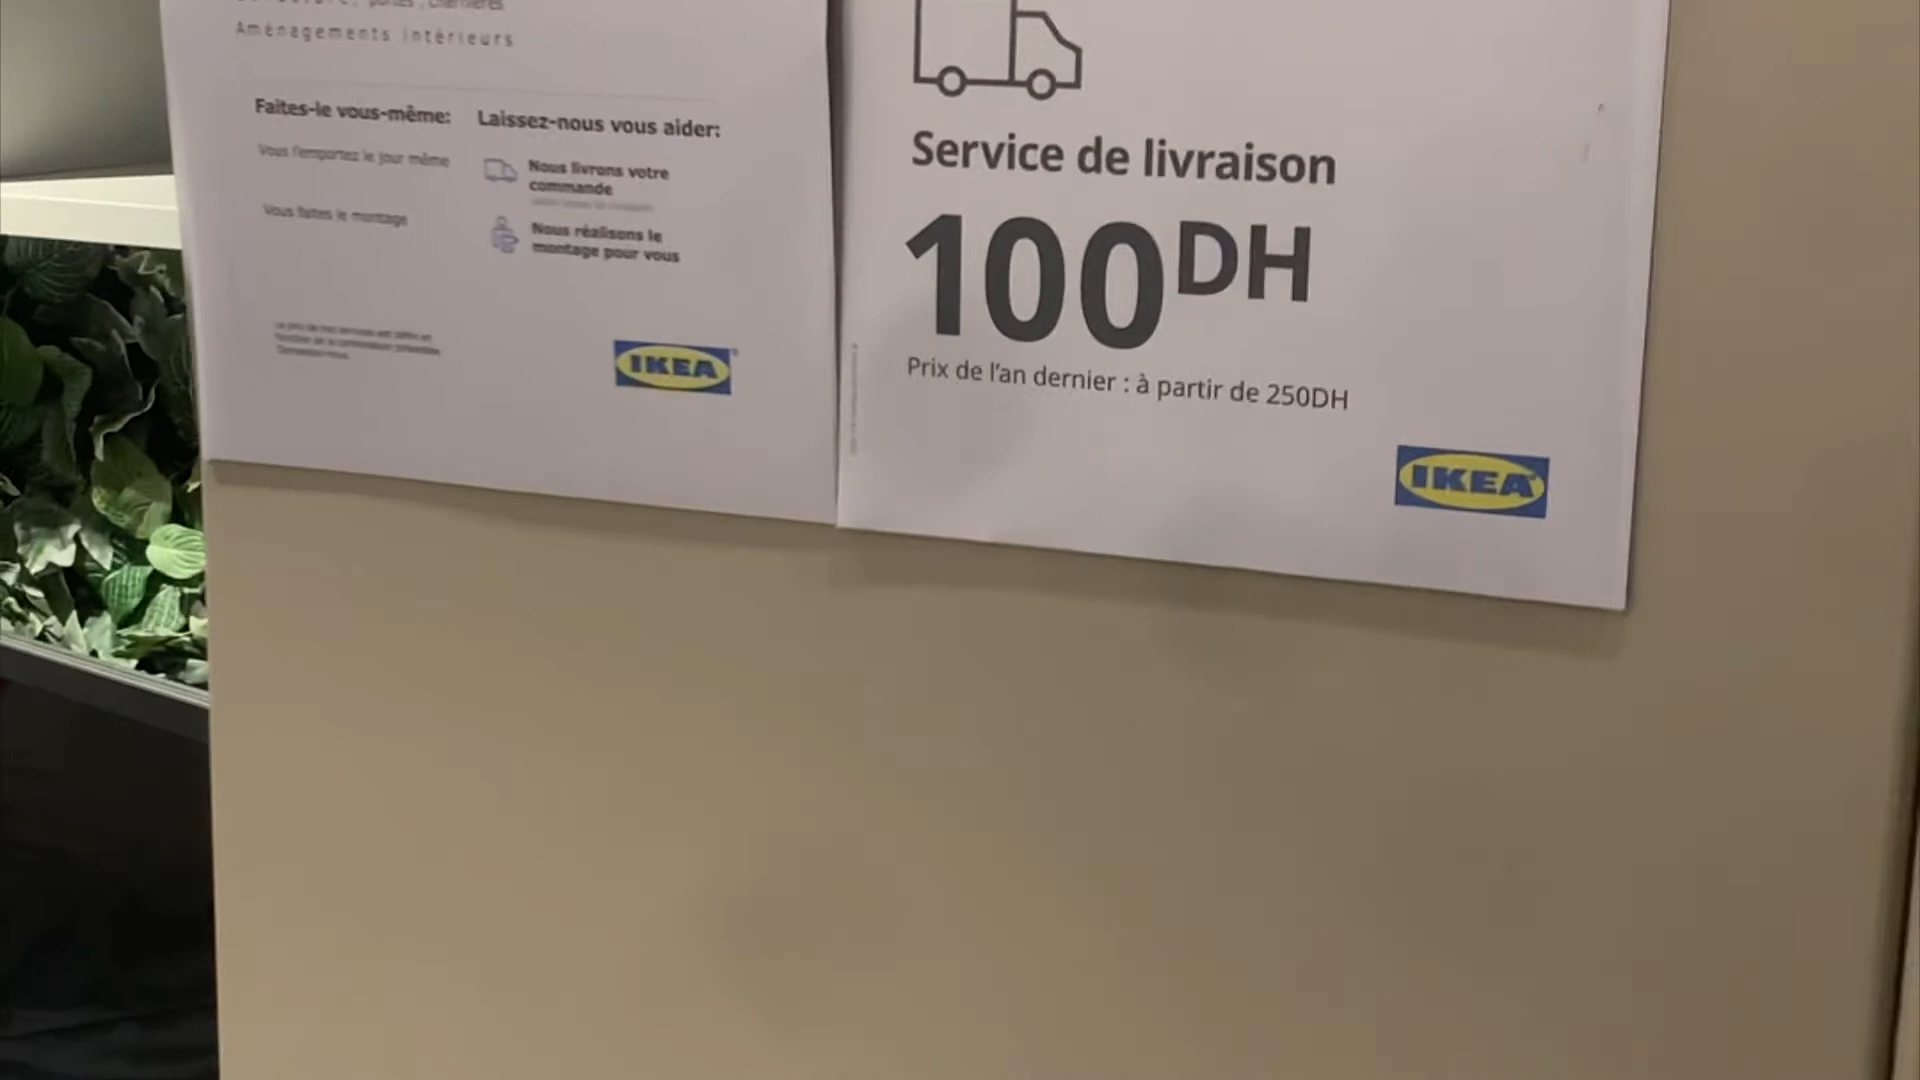 Aménagements intérieurs
Faites-le vous-même:
Vous l'emportez le jour même
Vous faites le montage
Laissez-nous vous aider:
Nous livrons votre
commande
Nous réalisons le
montage pour vous
IKEA
Service de livraison
100DH
Prix de l'an dernier : à partir de 250DH
IKEA